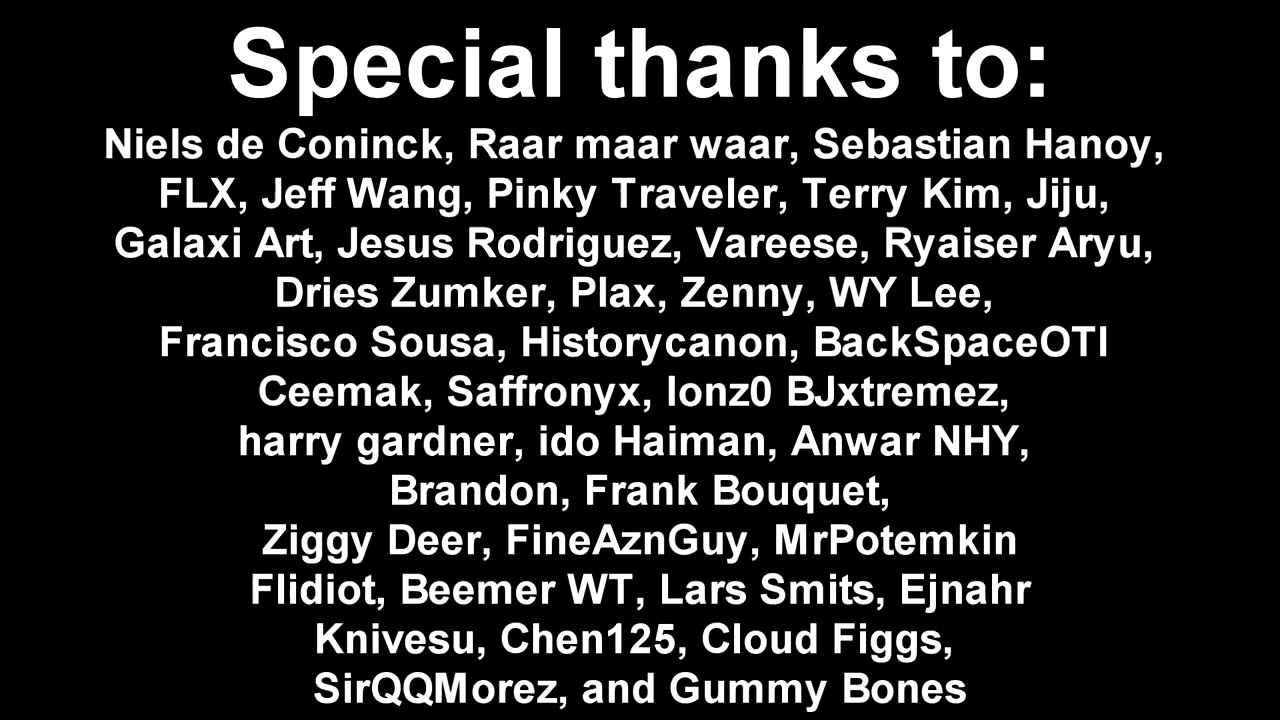 Special thanks to:
Niels de Coninck, Raar maar waar, Sebastian Hanoy,
FLX, Jeff Wang, Pinky Traveler, Terry Kim, Jiju,
Galaxi Art, Jesus Rodriguez, Vareese, Ryaiser Aryu,
Dries Zumker, Plax, Zenny, WY Lee,
Francisco Sousa, Historycanon, BackSpaceOTI
Ceemak, Saffronyx, lonz0 BJxtremez,
harry gardner, ido Haiman, Anwar NHY,
Brandon, Frank Bouquet,
Ziggy Deer, FineAznGuy, MrPotemkin
Flidiot, Beemer WT, Lars Smits, Ejnahr
Knivesu, Chen125, Cloud Figgs,
SirQQMorez, and Gummy Bones